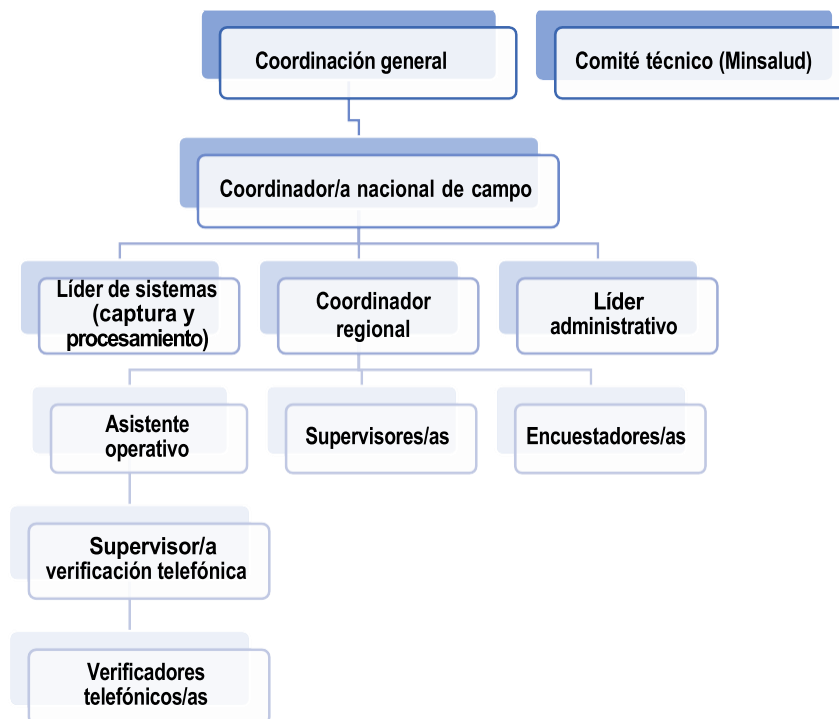 Coordinación general
Comité técnico (Minsalud)
Coordinador/a nacional de campo
Líder de sistemas
(captura y
procesamiento)
Coordinador
regional
Líder
administrativo
Asistente
operativo
Supervisores/as
Encuestadores/as
Supervisor/a
verificación telefónica
Verificadores
telefónicos/as